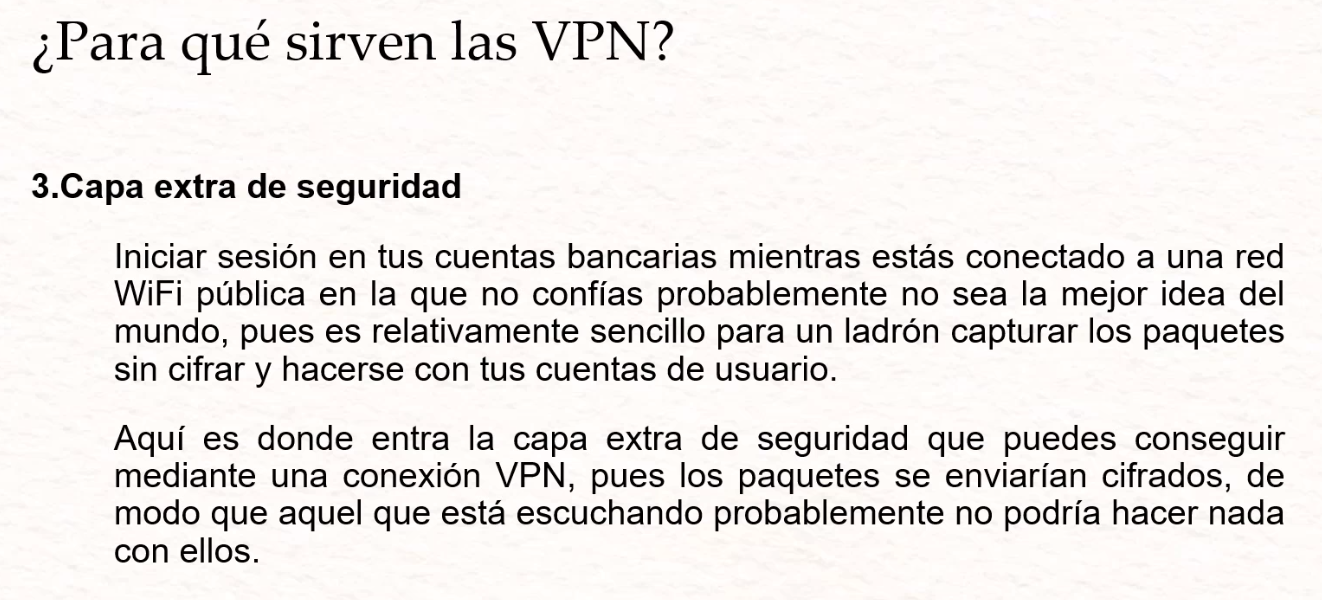 ¿Para qué sirven las VPN?
3.Capa extra de seguridad
Iniciar sesión en tus cuentas bancarias mientras estás conectado a una red
WiFi pública en la que no confías probablemente no sea la mejor idea del
mundo, pues es relativamente sencillo para un ladrón capturar los paquetes
sin cifrar y hacerse con tus cuentas de usuario.
Aquí es donde entra la capa extra de seguridad que puedes conseguir
mediante una conexión VPN, pues los paquetes se enviarían cifrados, de
modo que aquel que está escuchando probablemente no podría hacer nada
con ellos.